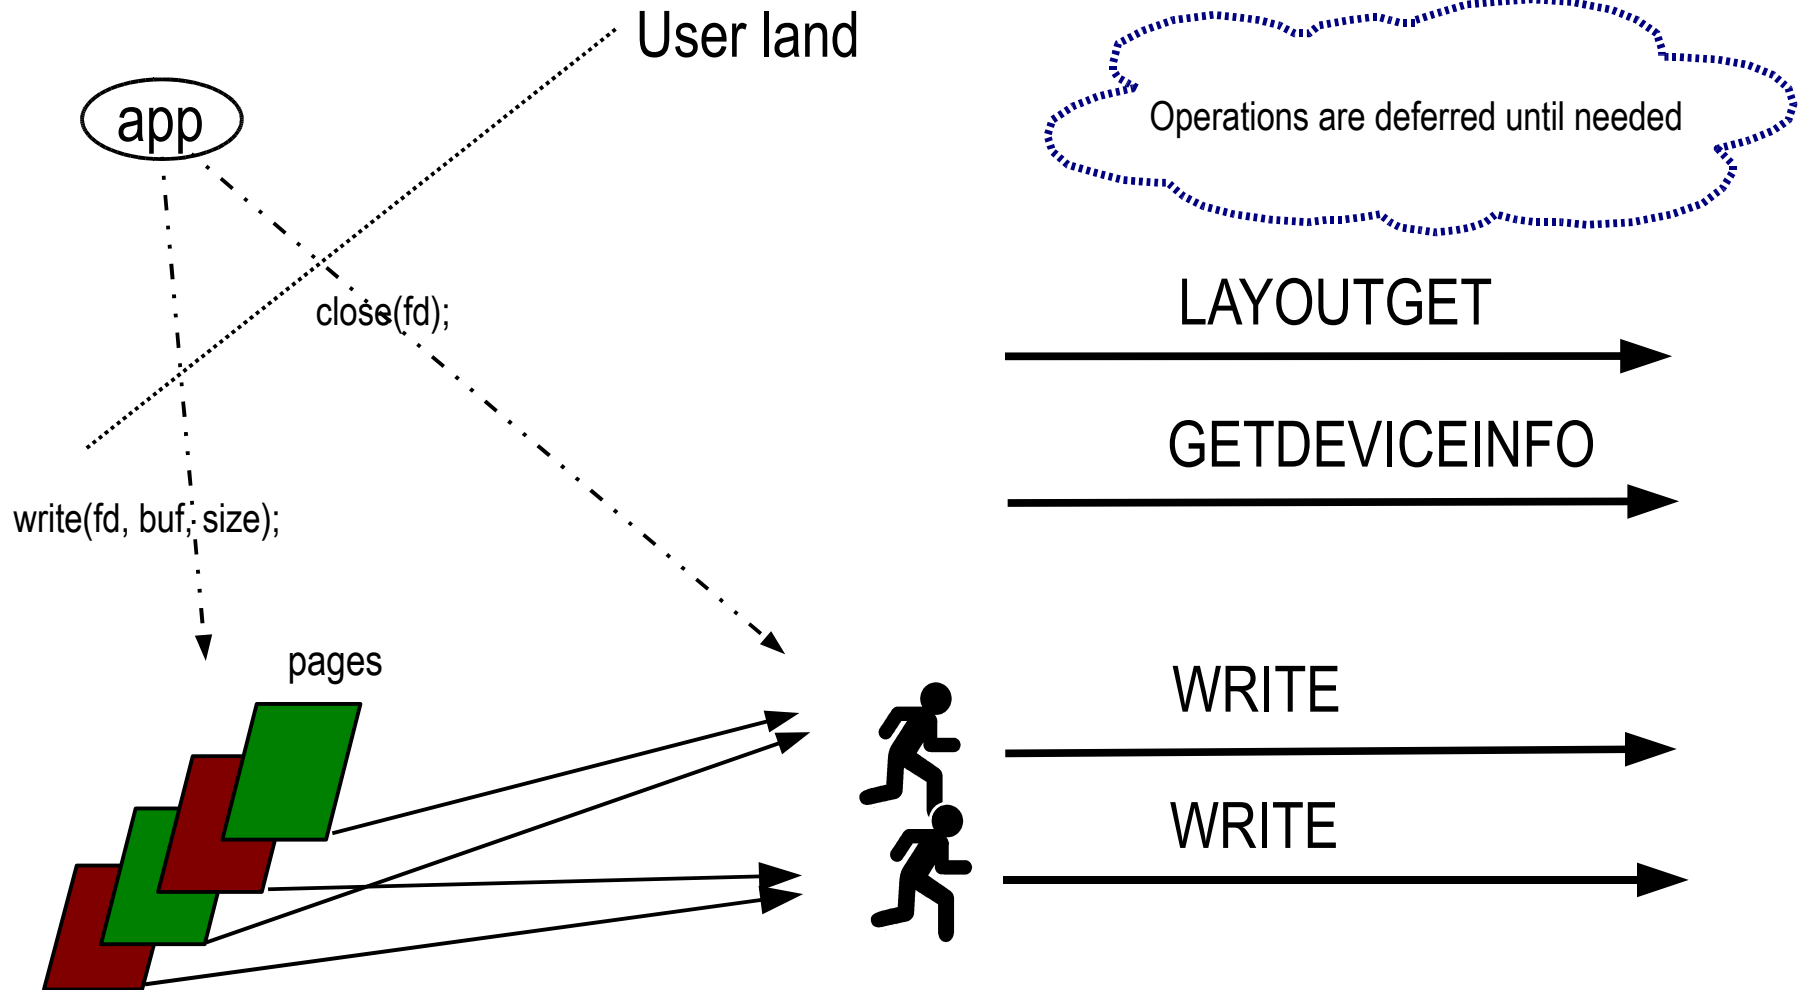 User land
app
Operations are deferred until needed
close(fd);
LAYOUTGET
GETDEVICEINFO
write(fd, buf, size);
pages
WRITE
WRITE